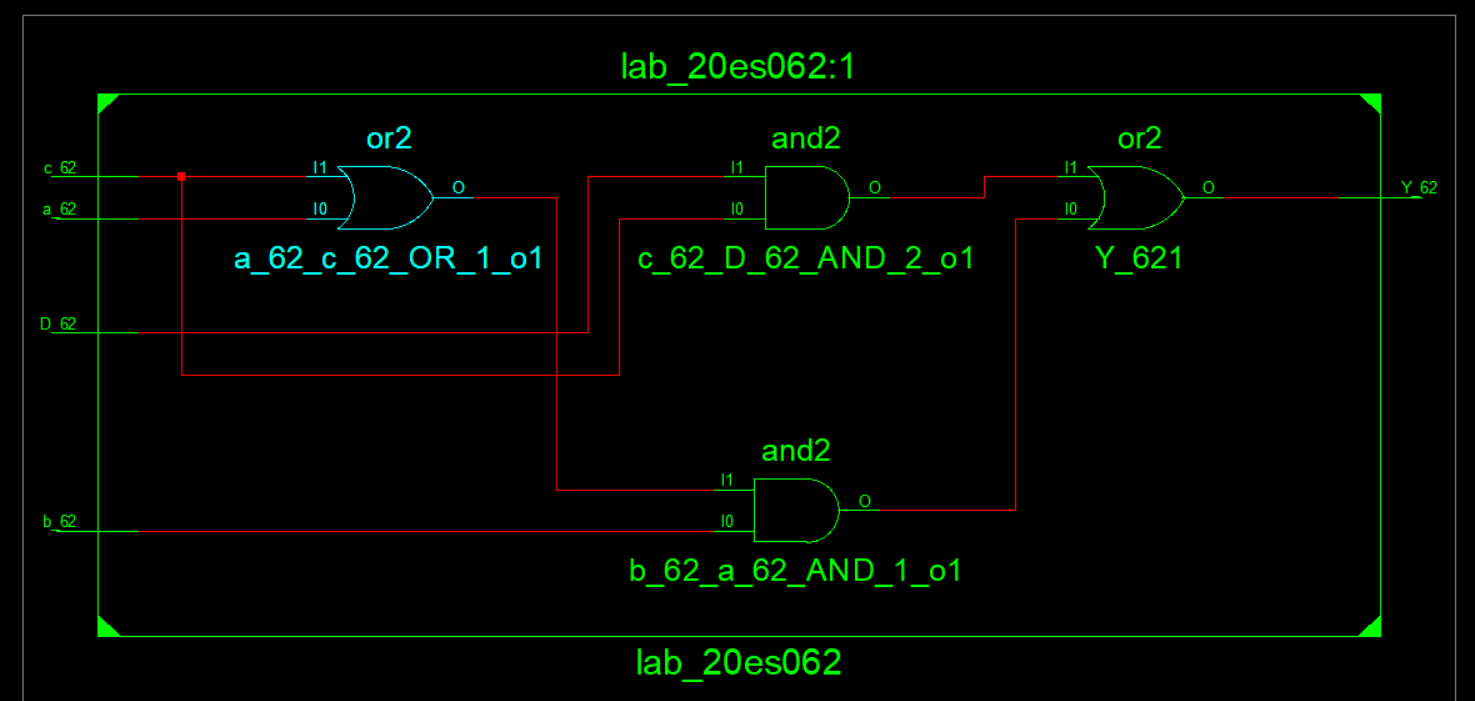 lab_20es062:1
or2
and2
or2
c_62
I1
O
I1
O
I1
O
Y_62
a_62
I0
I0
I0
a_62_c_62_OR_1_o1
c_62_D_62_AND_2_o1
Y_621
D_62
and2
I1
O
b_62
I0
b_62_a_62_AND_1_o1
lab_20es062